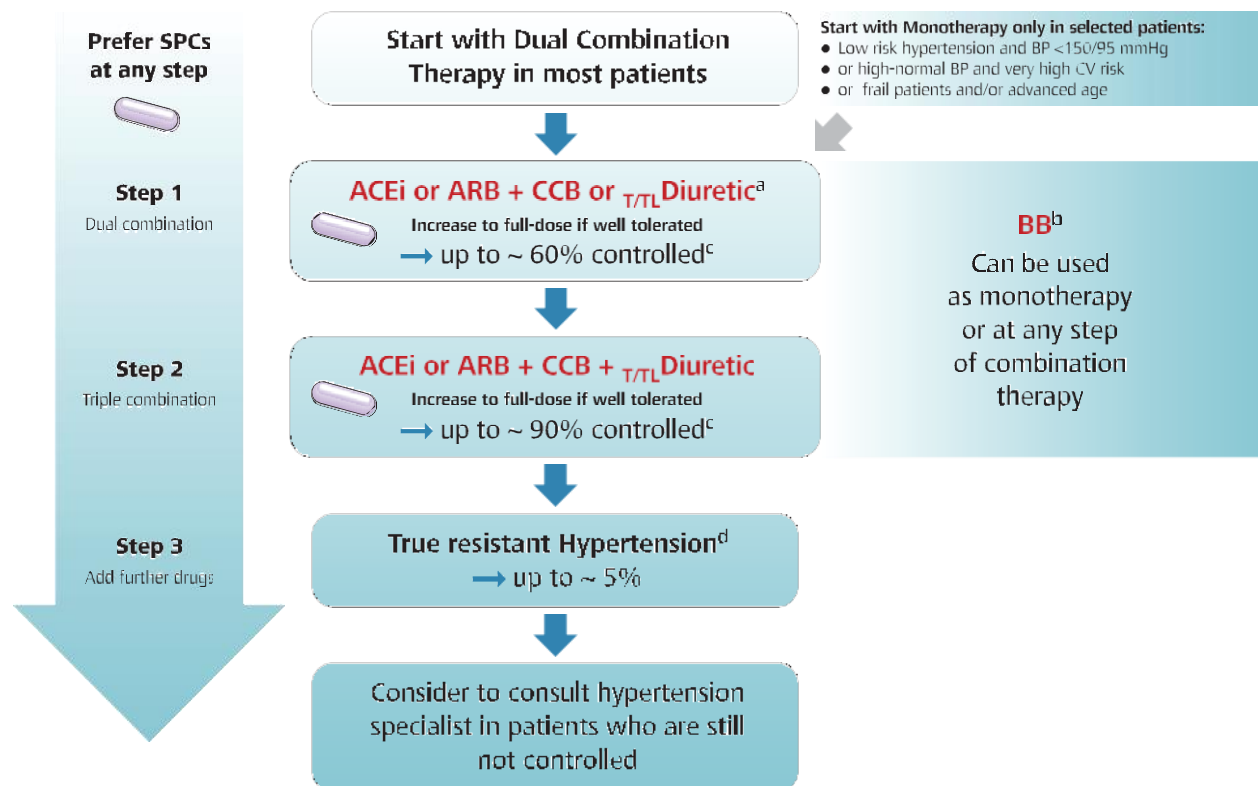 Prefer SPCs
at any step
Start with Dual Combination
Therapy in most patients
Start with Monotherapy only in selected patients:
● Low risk hypertension and BP <150/95 mmHg
● or high-normal BP and very high CV risk
● or frail patients and/or advanced age
Step 1
Dual combination
ACEi or ARB + CCB or T/TLDiuretica
Increase to full-dose if well tolerated
→ up to ~ 60% controlledc
BBb
Can be used
as monotherapy
or at any step
of combination
therapy
Step 2
Triple combination
ACEi or ARB + CCB + T/TLDiuretic
Increase to full-dose if well tolerated
→ up to ~ 90% controlledc
Step 3
Add further drugs
True resistant Hypertensiond
→ up to ~ 5%
Consider to consult hypertension
specialist in patients who are still
not controlled